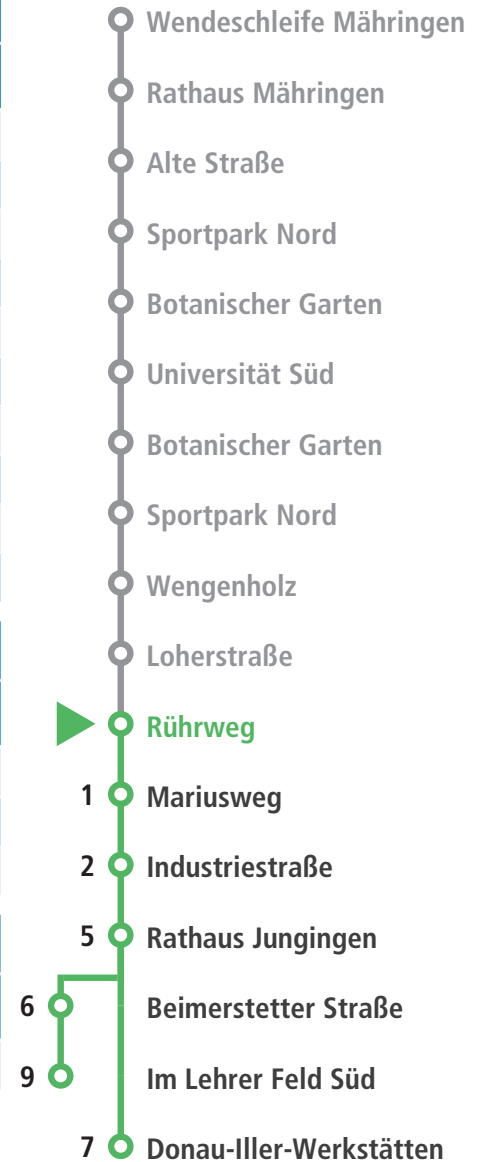 Wendeschleife Mähringen
Rathaus Mähringen
Alte Straße
Sportpark Nord
Botanischer Garten
Universität Süd
Botanischer Garten
Sportpark Nord
Wengenholz
Loherstraße
Rührweg
1 Mariusweg
2 Industriestraße
5 Rathaus Jungingen
6 Beimerstetter Straße
9 Im Lehrer Feld Süd
7 Donau-Iller-Werkstätten